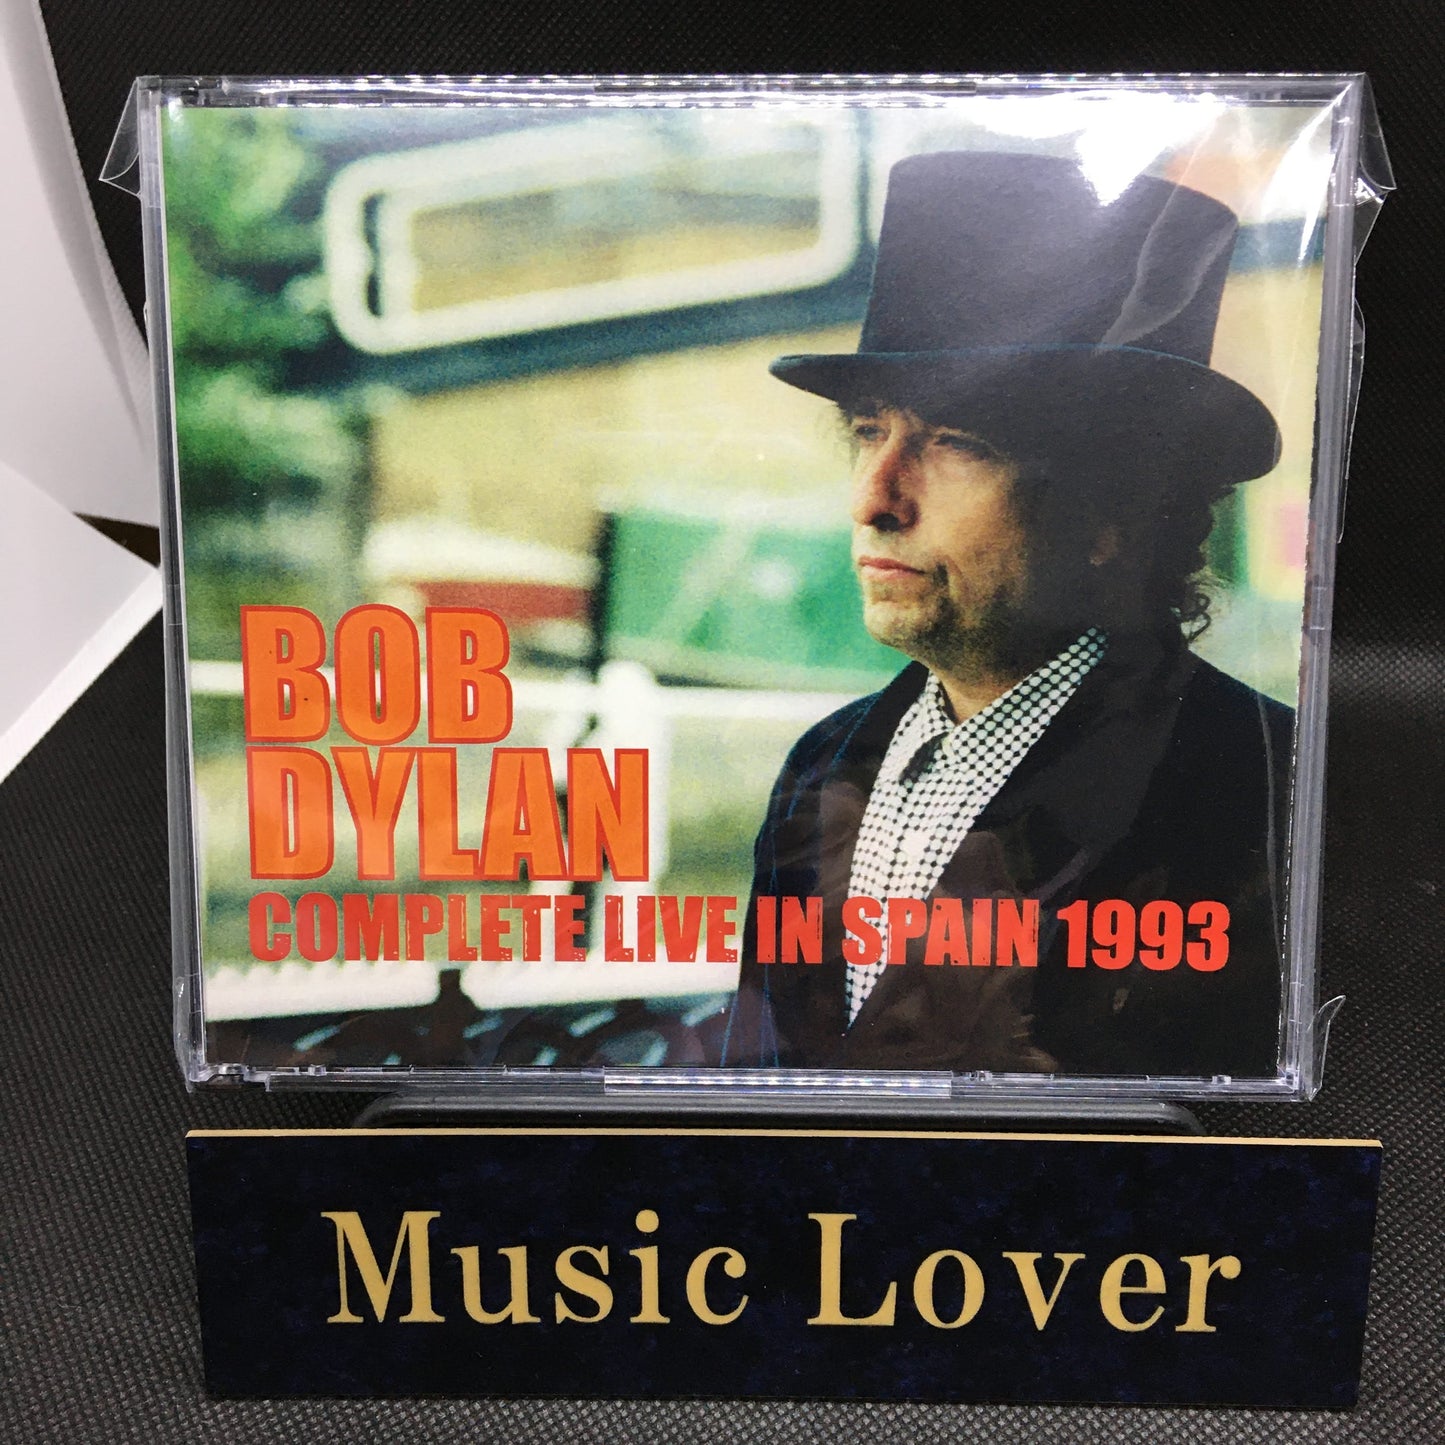 BOB
DYLAN
COMPLETE LIVE IN SPAIN 1993
Music Lover